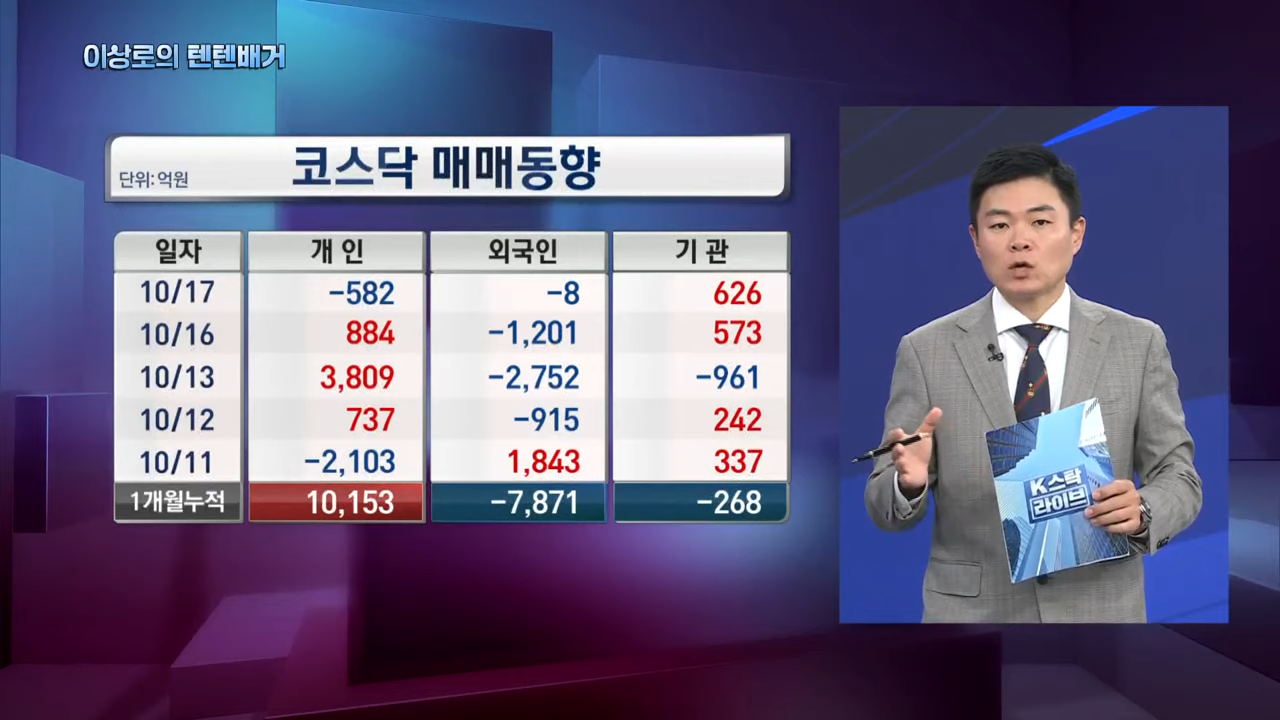 이상로의 텐텐배거
코스닥 매매동향
단위:억원
일자 개인 외국인 기관
10/17 -582 -8 626
10/16 884 -1,201 573
10/13 3,809 -2,752 -961
10/12 737 -915 242
10/11 -2,103 1,843 337
1개월누적 10,153 -7,871 -268
K스탁
라이브